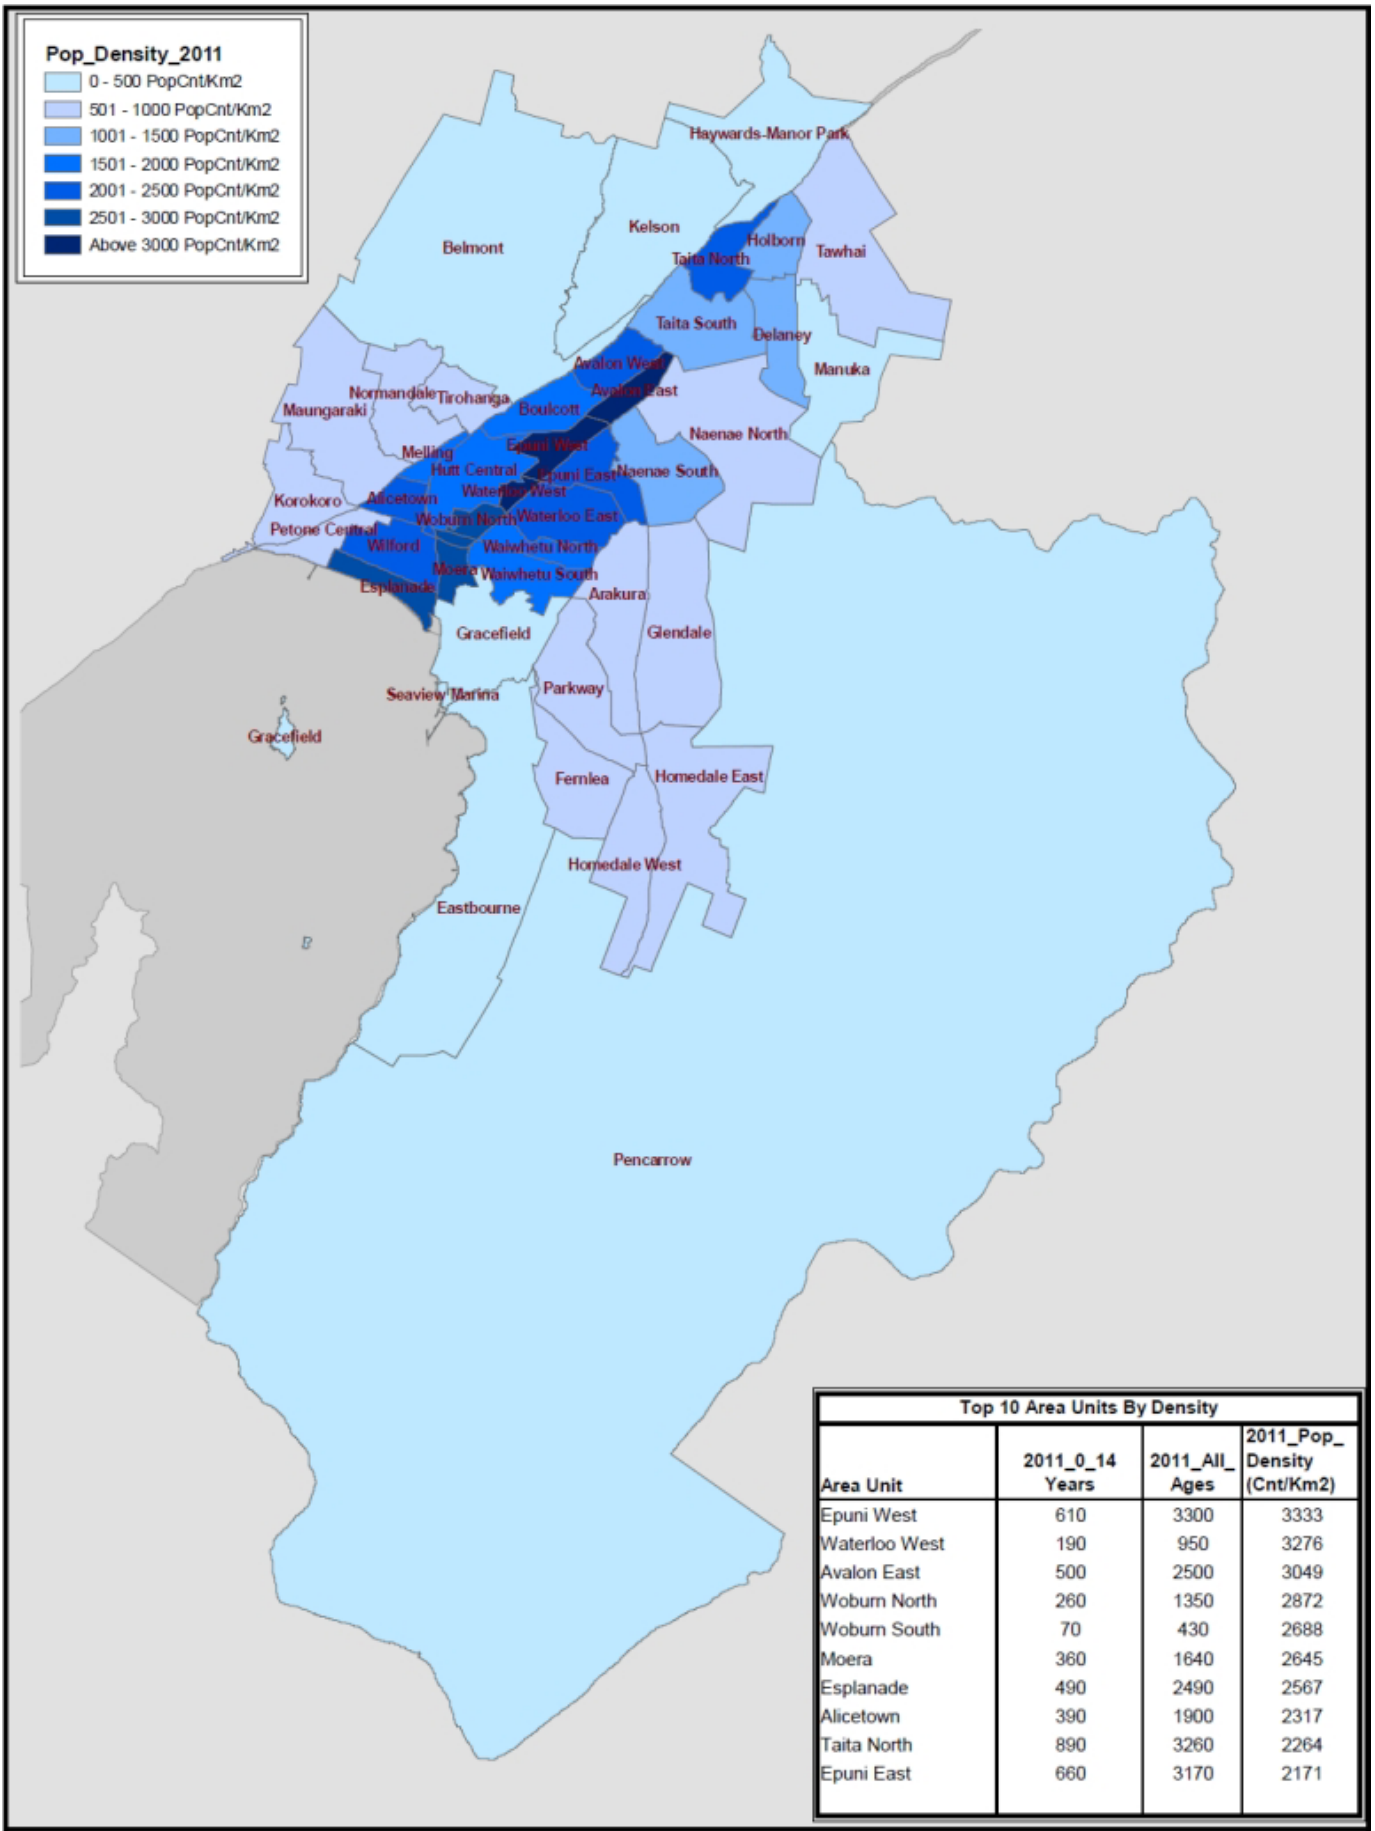 Pop_Density_2011
0 - 500 PopCnt/Km2
501 - 1000 PopCnt/Km2
1001 - 1500 PopCnt/Km2
1501 - 2000 PopCnt/Km2
2001 - 2500 PopCnt/Km2
2501 - 3000 PopCnt/Km2
Above 3000 PopCnt/Km2
Haywards-Manor Park
Kelson
Belmont
Holborn
Tawhai
Taita North
Taita South
Delaney
Avalon West
Manuka
Avalon East
Normandale
Tirohanga
Maungaraki
Boulcott
Naenae North
Epuni West
Melling
Hutt Central
Epuni East
Naenae South
Waterloo West
Alicetown
Korokoro
Woburn North
Waterloo East
Petone Central
Wilford
Waiwhetu North
Moera
Waiwhetu South
Esplanade
Arakura
Gracefield
Glendale
Parkway
Seaview Marina
Gracefield
Fernlea
Homedale East
Homedale West
Eastbourne
Pencarrow
Top 10 Area Units By Density
Area Unit 2011_0_14 Years 2011_All_Ages 2011_Pop_Density (Cnt/Km2)
Epuni West 610 3300 3333
Waterloo West 190 950 3276
Avalon East 500 2500 3049
Woburn North 260 1350 2872
Woburn South 70 430 2688
Moera 360 1640 2645
Esplanade 490 2490 2567
Alicetown 390 1900 2317
Taita North 890 3260 2264
Epuni East 660 3170 2171